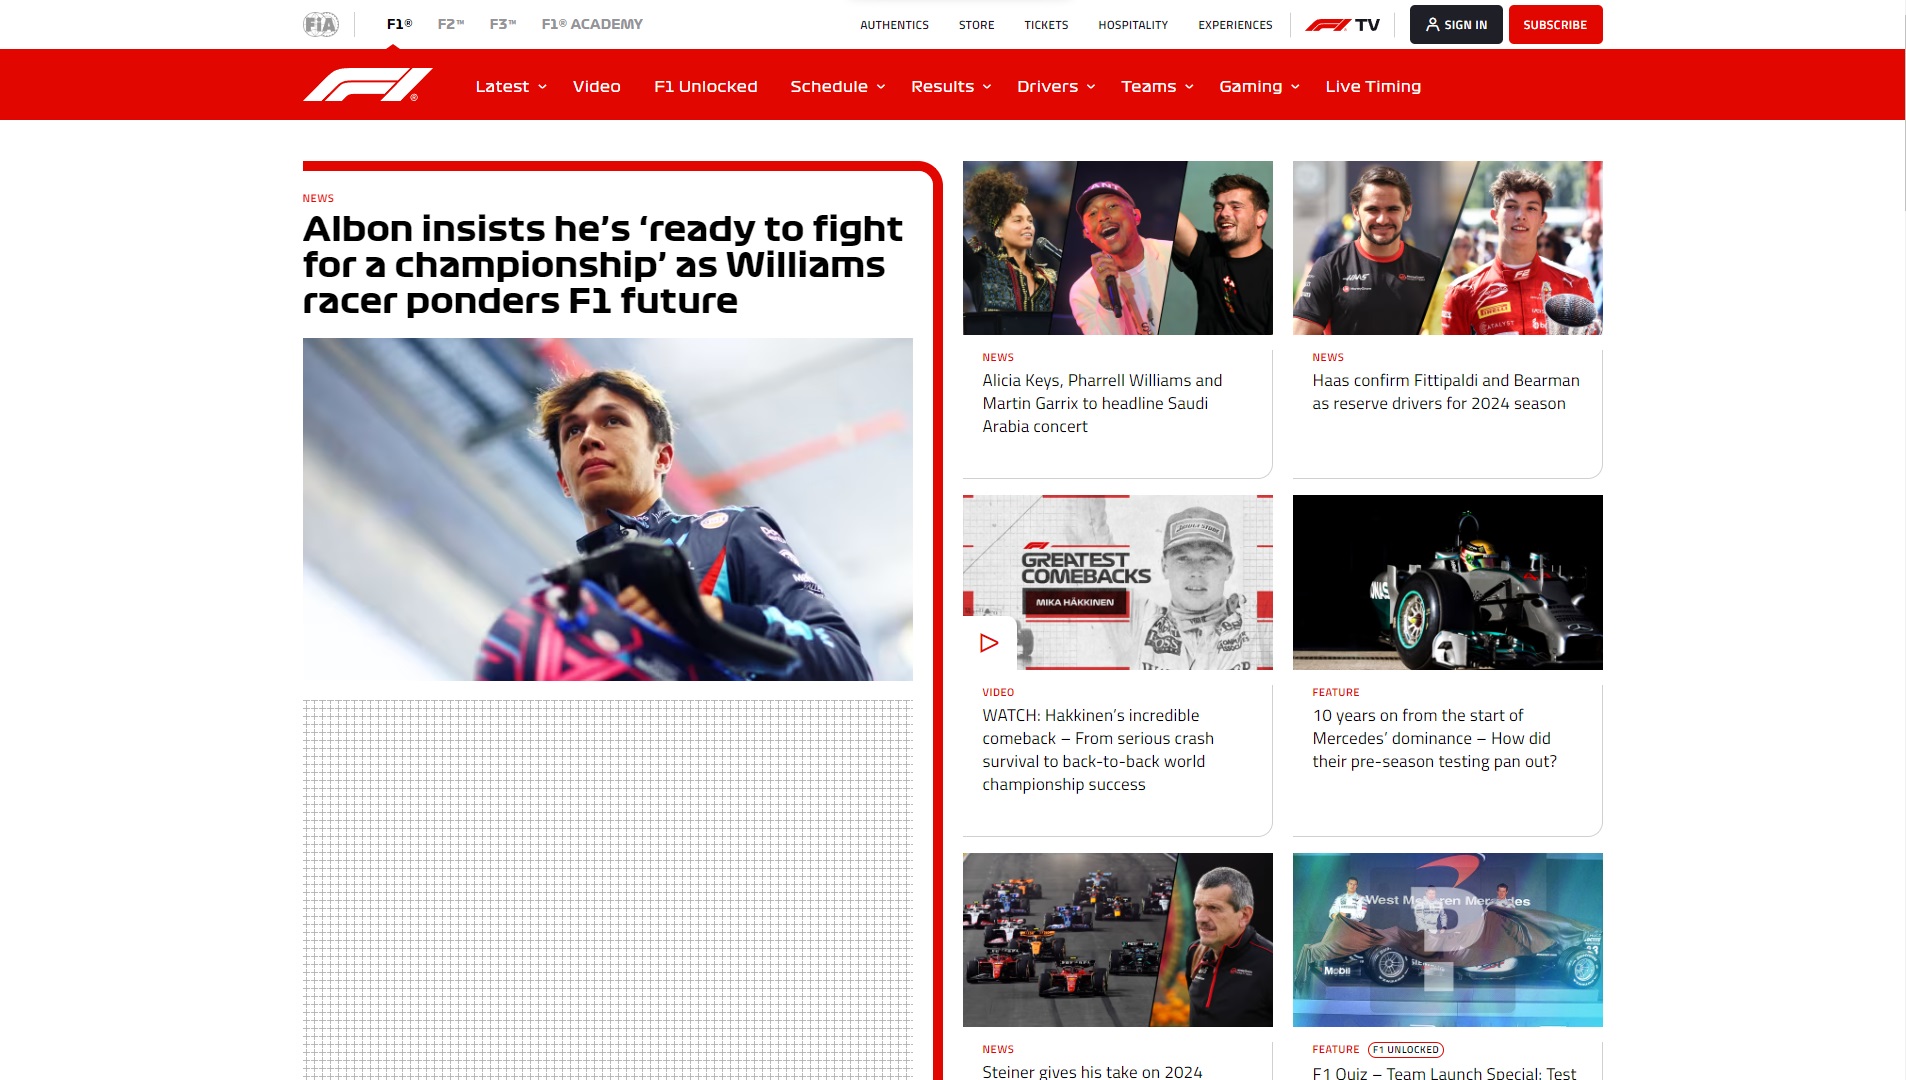 FIA
F1®
F2™
F3™
F1® ACADEMY
AUTHENTICS
STORE
TICKETS
HOSPITALITY
EXPERIENCES
F1 TV
SIGN IN
SUBSCRIBE
F1®
Latest
Video
F1 Unlocked
Schedule
Results
Drivers
Teams
Gaming
Live Timing
NEWS
Albon insists he’s ‘ready to fight
for a championship’ as Williams
racer ponders F1 future
NEWS
Alicia Keys, Pharrell Williams and
Martin Garrix to headline Saudi
Arabia concert
NEWS
Haas confirm Fittipaldi and Bearman
as reserve drivers for 2024 season
GREATEST
COMEBACKS
MIKA HÄKKINEN
VIDEO
WATCH: Hakkinen’s incredible
comeback – From serious crash
survival to back-to-back world
championship success
FEATURE
10 years on from the start of
Mercedes’ dominance – How did
their pre-season testing pan out?
NEWS
Steiner gives his take on 2024
Mobil
FEATURE
F1 UNLOCKED
F1 Quiz – Team Launch Special: Test